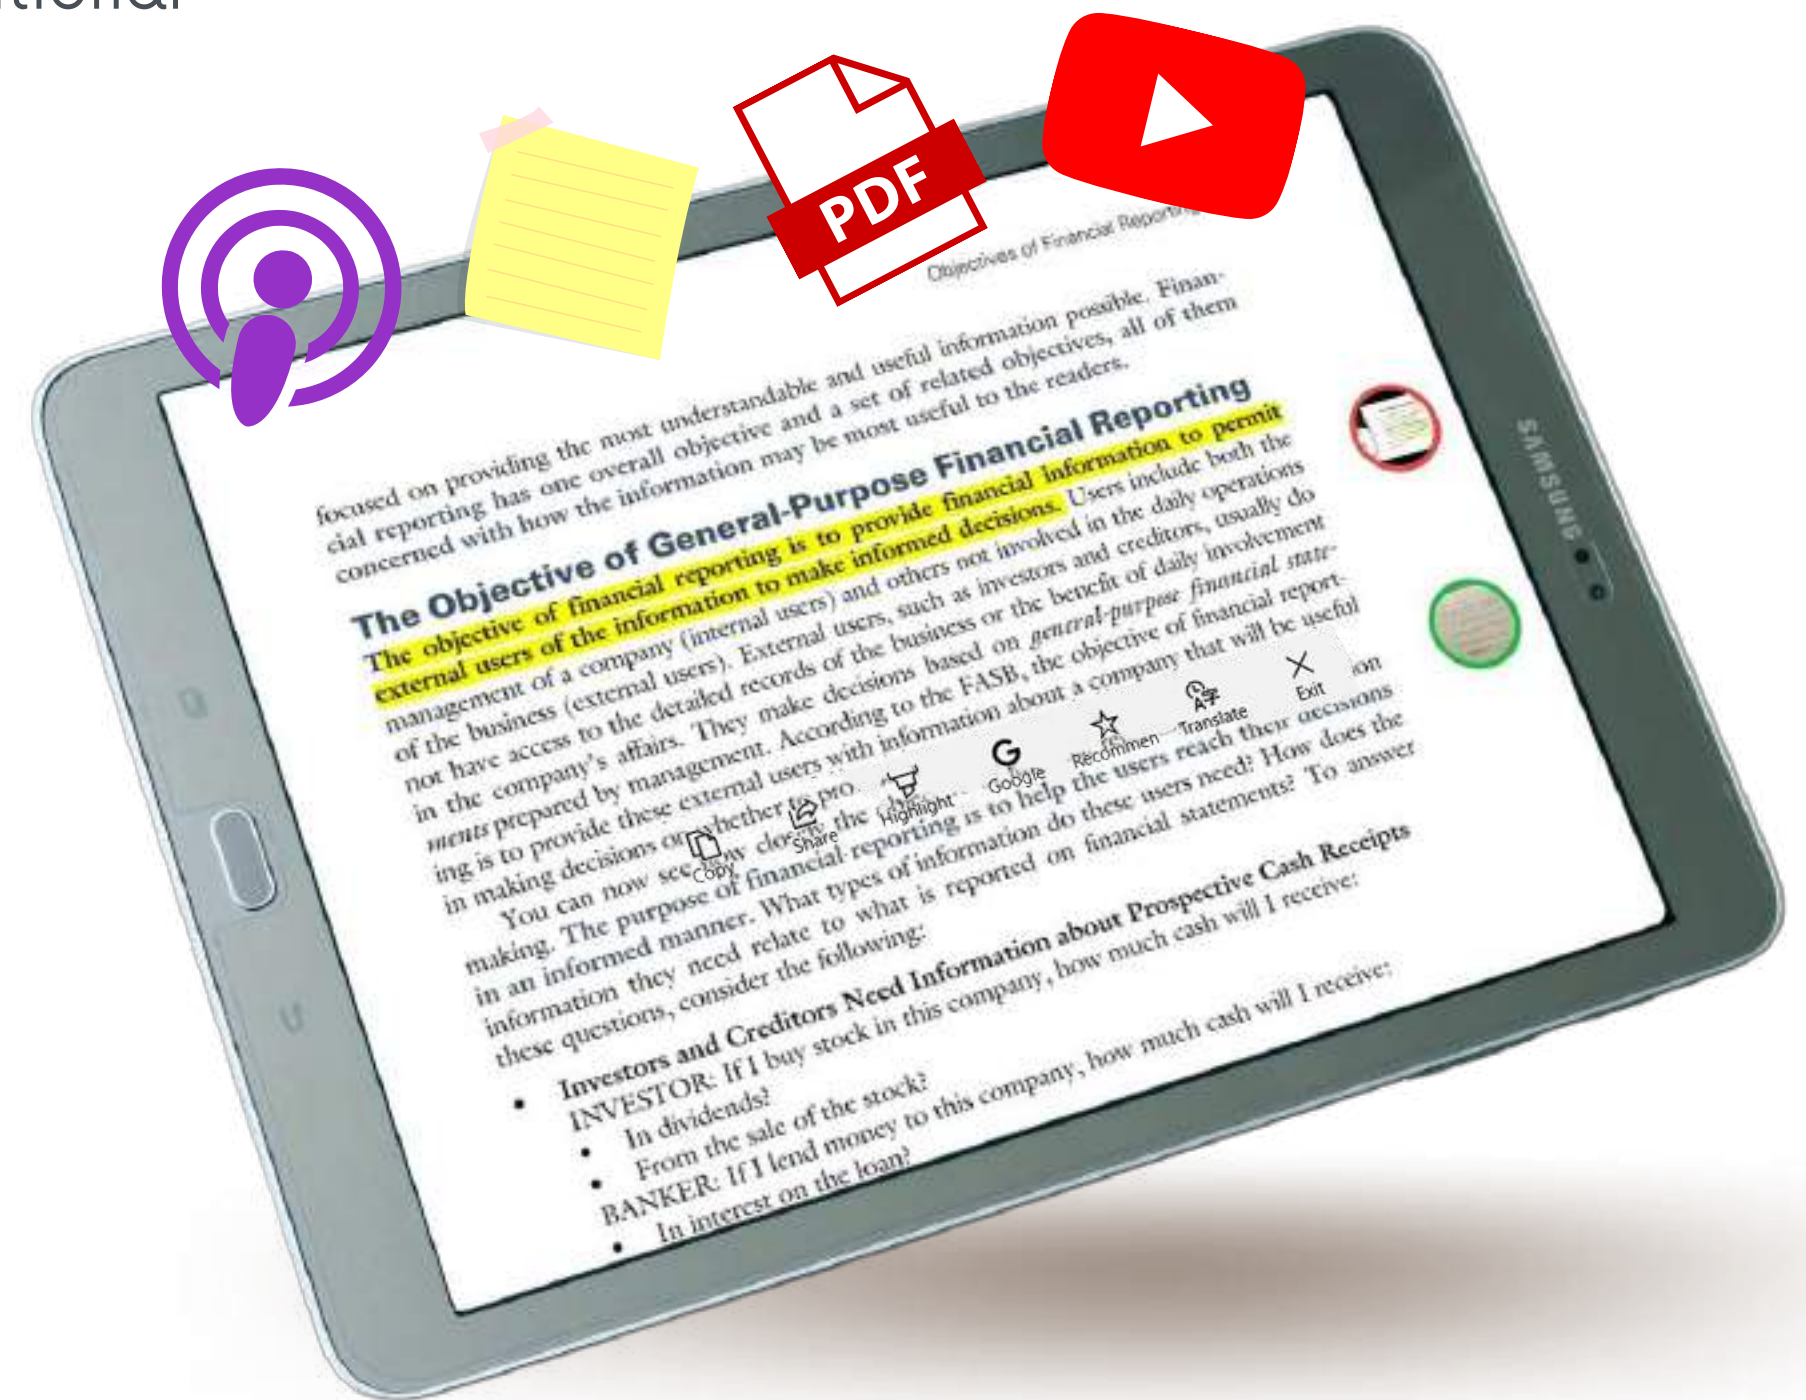 PDF
Objectives of Financial Reporting
focused on providing the most understandable and useful information possible. Finan-
cial reporting has one overall objective and a set of related objectives, all of them
concerned with how the information may be most useful to the readers.
The Objective of General-Purpose Financial Reporting
The objective of financial reporting is to provide financial information to permit
external users of the information to make informed decisions. Users include both the
management of a company (internal users) and others not involved in the daily operations
of the business (external users). External users, such as investors and creditors, usually do
not have access to the detailed records of the business or the benefit of daily involvement
in the company's affairs. They make decisions based on general-purpose financial state-
ments prepared by management. According to the FASB, the objective of financial report-
ing is to provide these external users with information about a company that will be useful
in making decisions on whether to pro
You can now see how closely the
making. The purpose of financial reporting is to help the users reach their decisions
in an informed manner. What types of information do these users need? How does the
information they need relate to what is reported on financial statements? To answer
these questions, consider the following:
Copy
Share
Highlight
Google
Recommen
Translate
Exit
• Investors and Creditors Need Information about Prospective Cash Receipts
INVESTOR: If I buy stock in this company, how much cash will I receive:
• In dividends?
• From the sale of the stock?
BANKER: If I lend money to this company, how much cash will I receive:
• In interest on the loan?
SAMSUNG